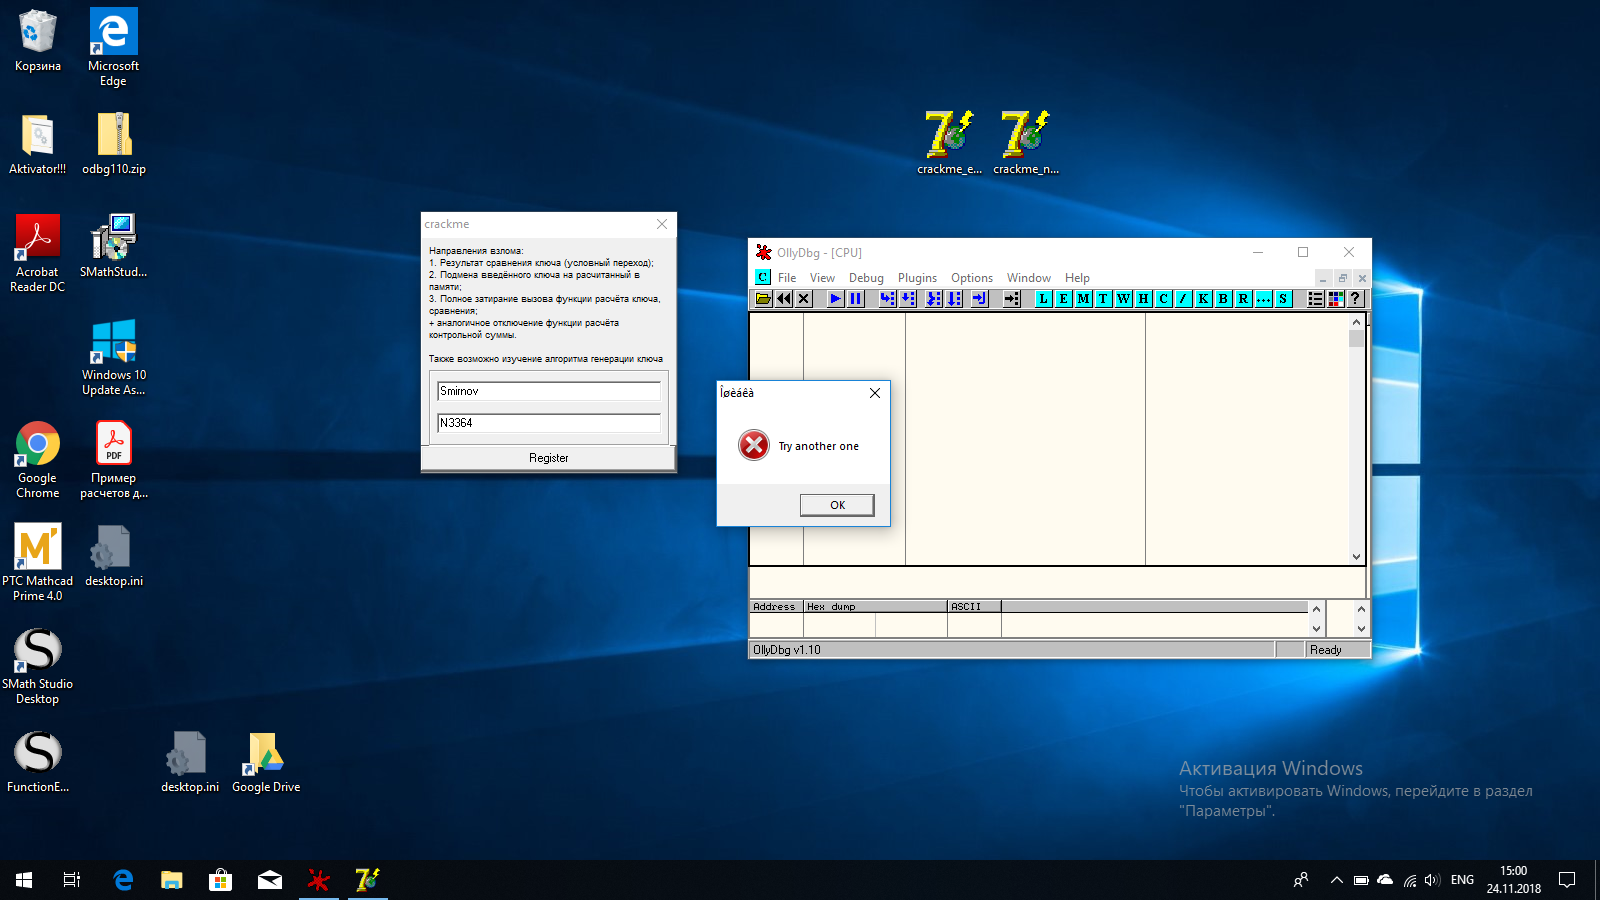 Корзина
Microsoft
Edge
Aktivator!!!
odbg110.zip
Acrobat
Reader DC
SMathStud...
Windows 10
Update As...
Google
Chrome
Пример
расчетов д...
PTC Mathcad
Prime 4.0
desktop.ini
SMath Studio
Desktop
FunctionE...
desktop.ini
Google Drive
crackme_e...
crackme_n...
crackme
Направления взлома:
1. Результат сравнения ключа (условный переход);
2. Подмена введённого ключа на расчитанный в
памяти;
3. Полное затирание вызова функции расчёта ключа,
сравнения;
+ аналогичное отключение функции расчёта
контрольной суммы.
Также возможно изучение алгоритма генерации ключа
Smirnov
N3364
Register
Îøèáêà
Try another one
OK
OllyDbg - [CPU]
C File View Debug Plugins Options Window Help
L E M T W H C / K B R ... S ?
Address Hex dump ASCII
OllyDbg v1.10 Ready
Активация Windows
Чтобы активировать Windows, перейдите в раздел
"Параметры".
ENG
15:00
24.11.2018